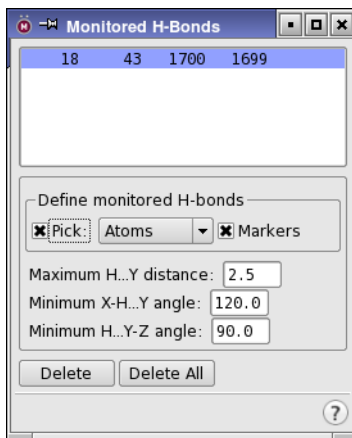 Monitored H-Bonds
18 43 1700 1699
Define monitored H-bonds
Pick: Atoms Markers
Maximum H...Y distance: 2.5
Minimum X-H...Y angle: 120.0
Minimum H...Y-Z angle: 90.0
Delete Delete All
?